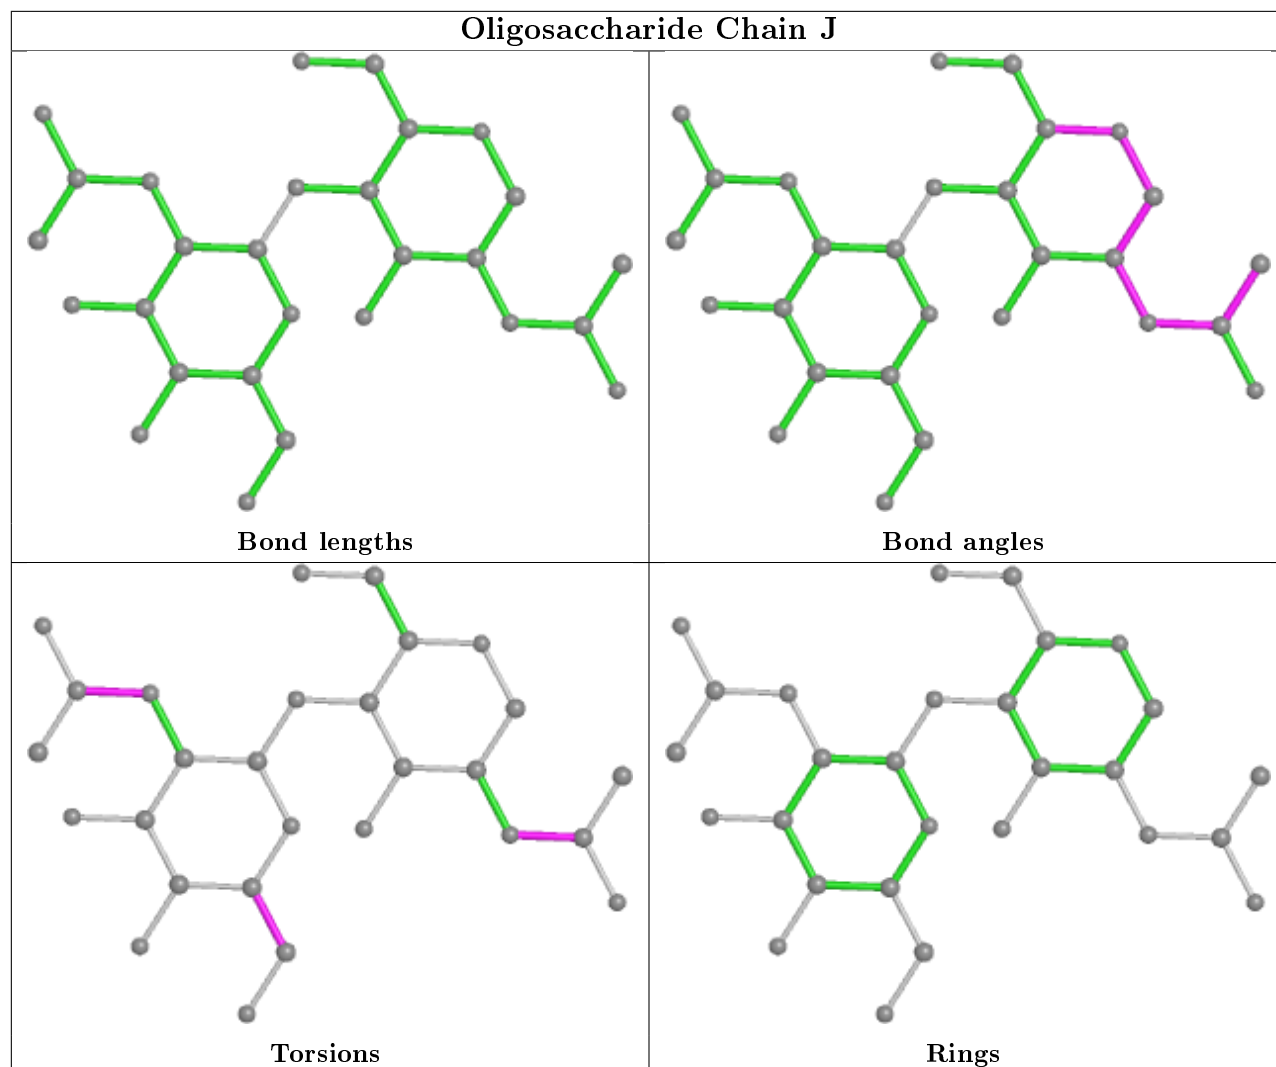 Oligosaccharide Chain J
Bond lengths
Bond angles
Torsions
Rings